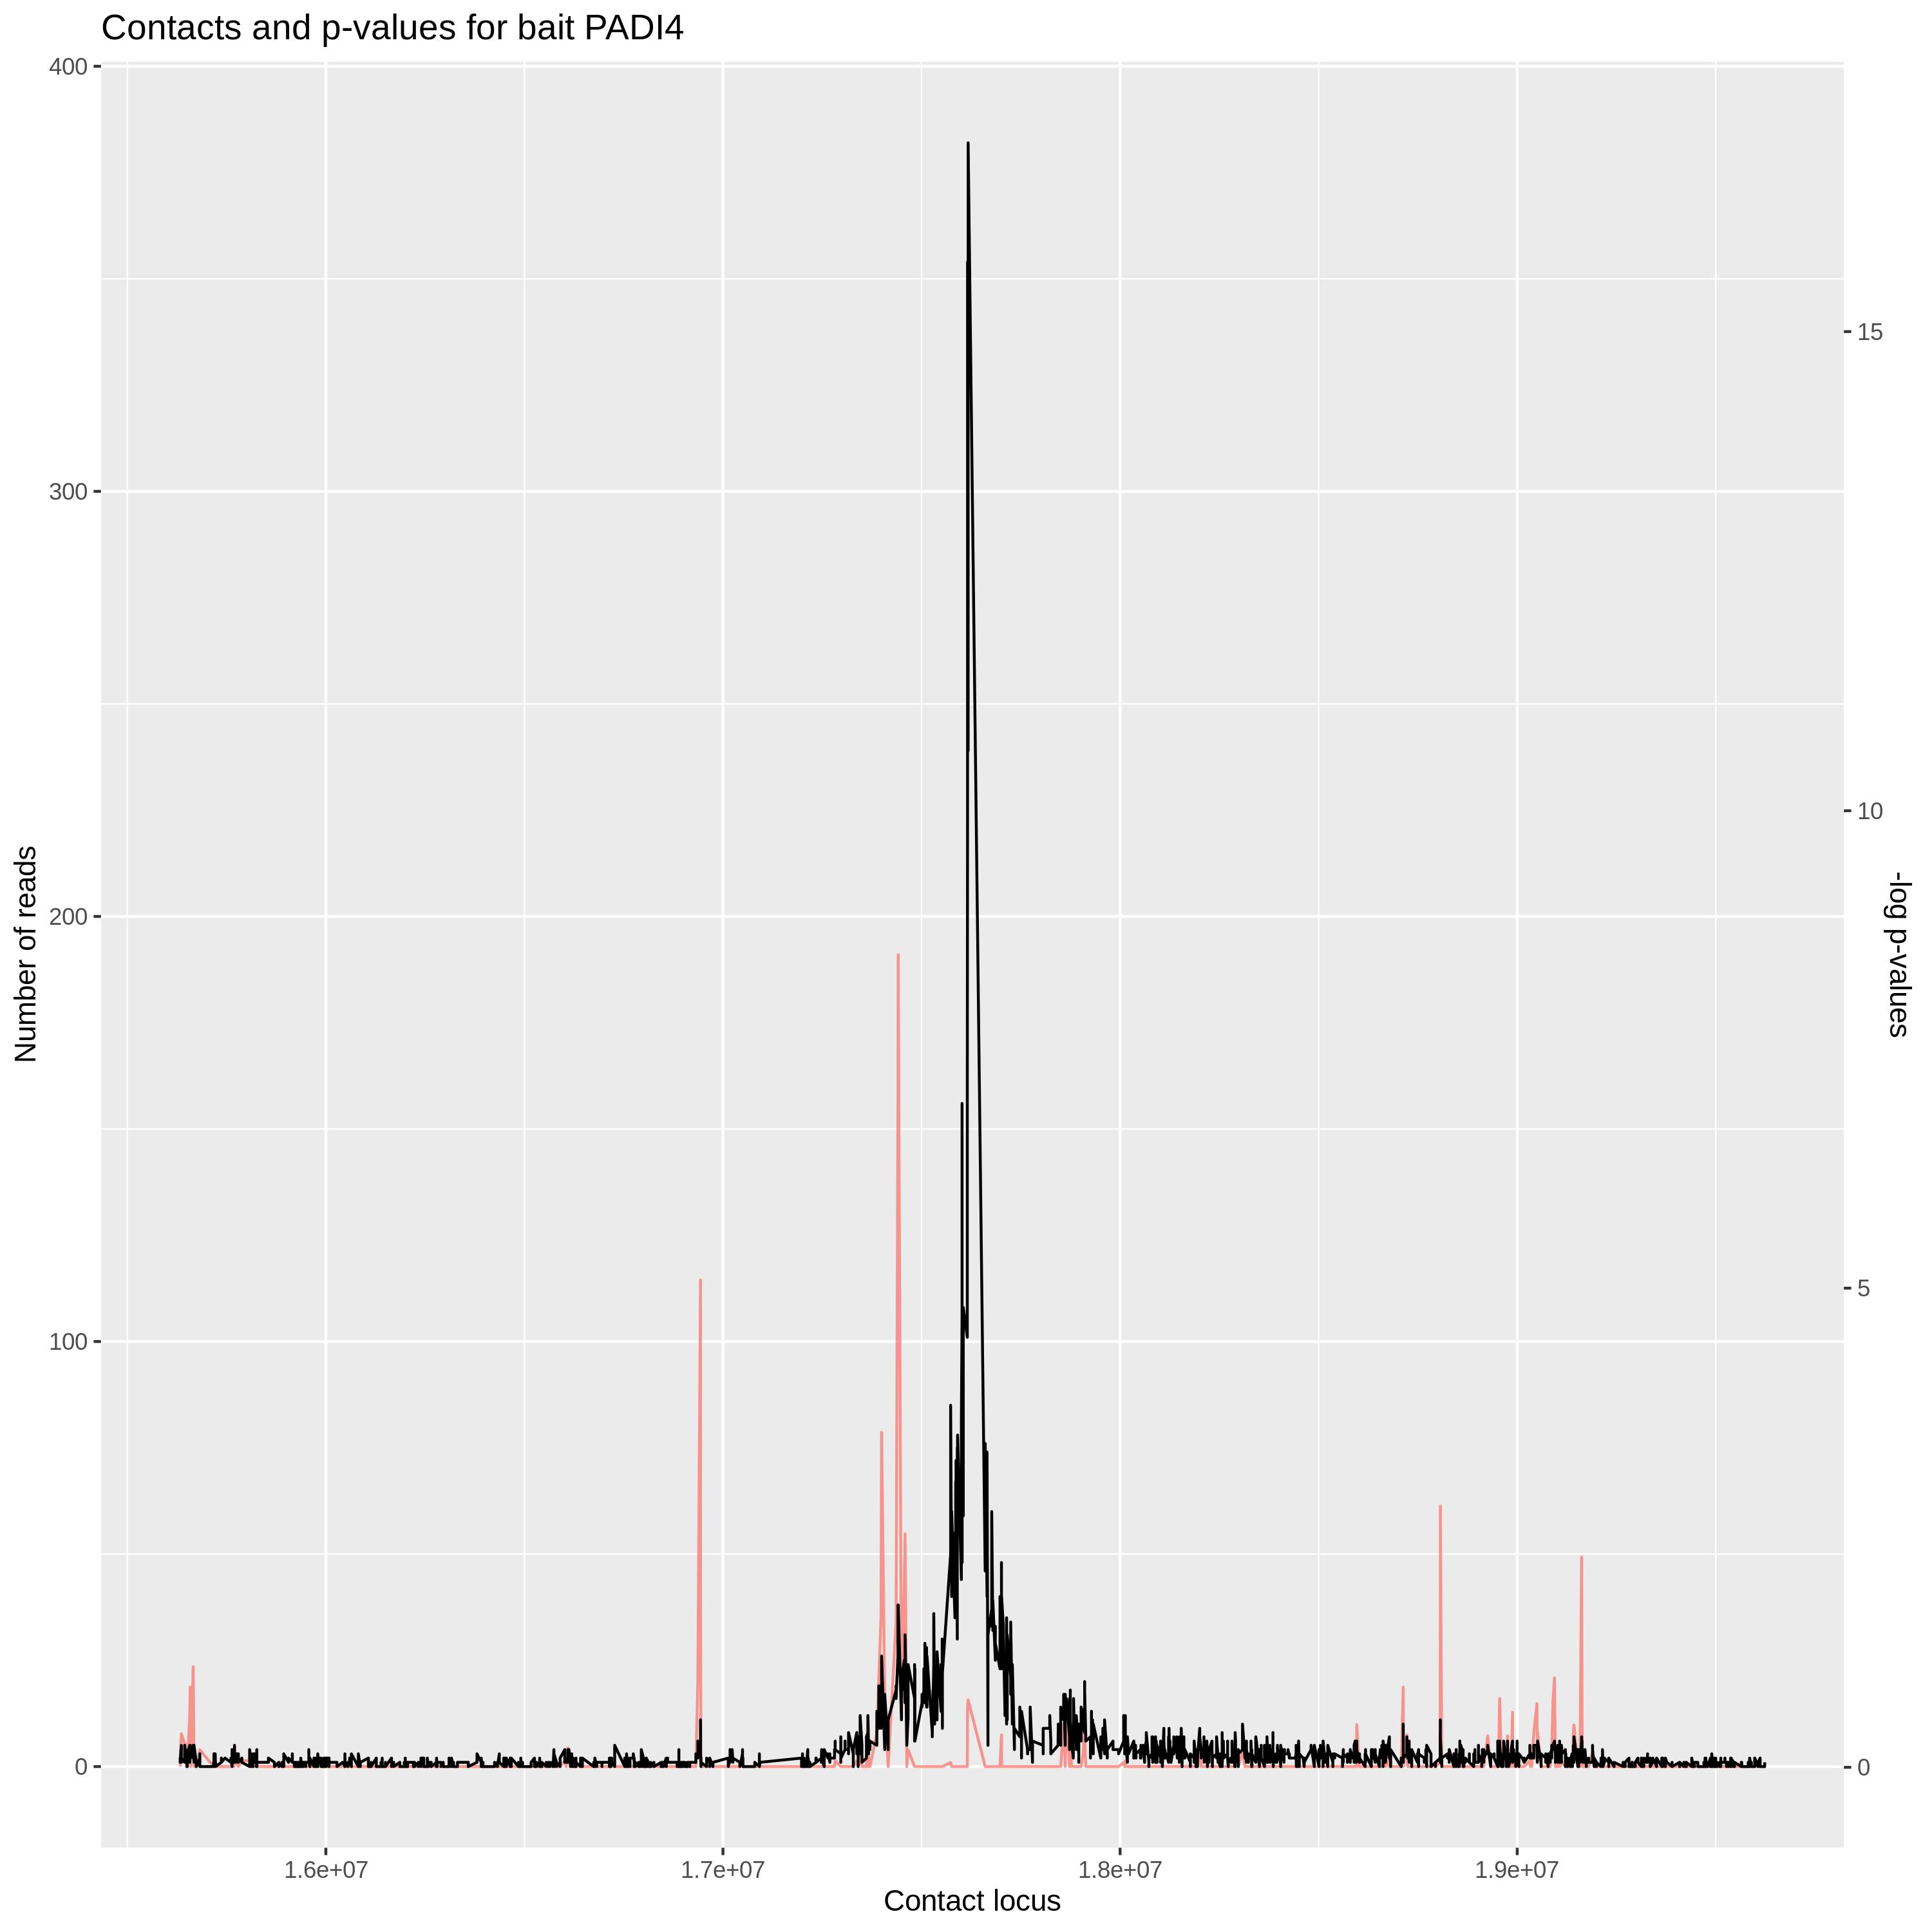 Contacts and p-values for bait PADI4
400
300
200
100
0
Number of reads
15
10
5
0
-log p-values
1.6e+07
1.7e+07
1.8e+07
1.9e+07
Contact locus